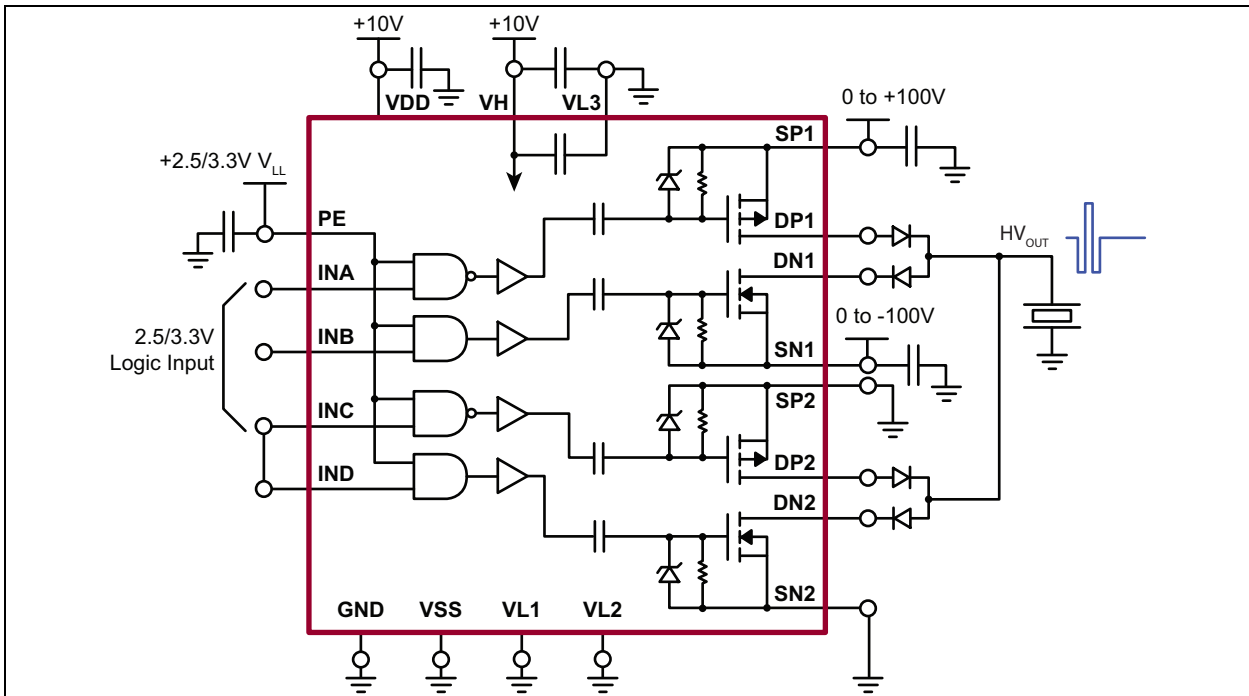 +10V
+10V
VDD
VH
VL3
0 to +100V
SP1
+2.5/3.3V VLL
PE
DP1
HVOUT
INA
DN1
0 to -100V
2.5/3.3V
Logic Input
INB
SN1
SP2
INC
DP2
IND
DN2
SN2
GND
VSS
VL1
VL2